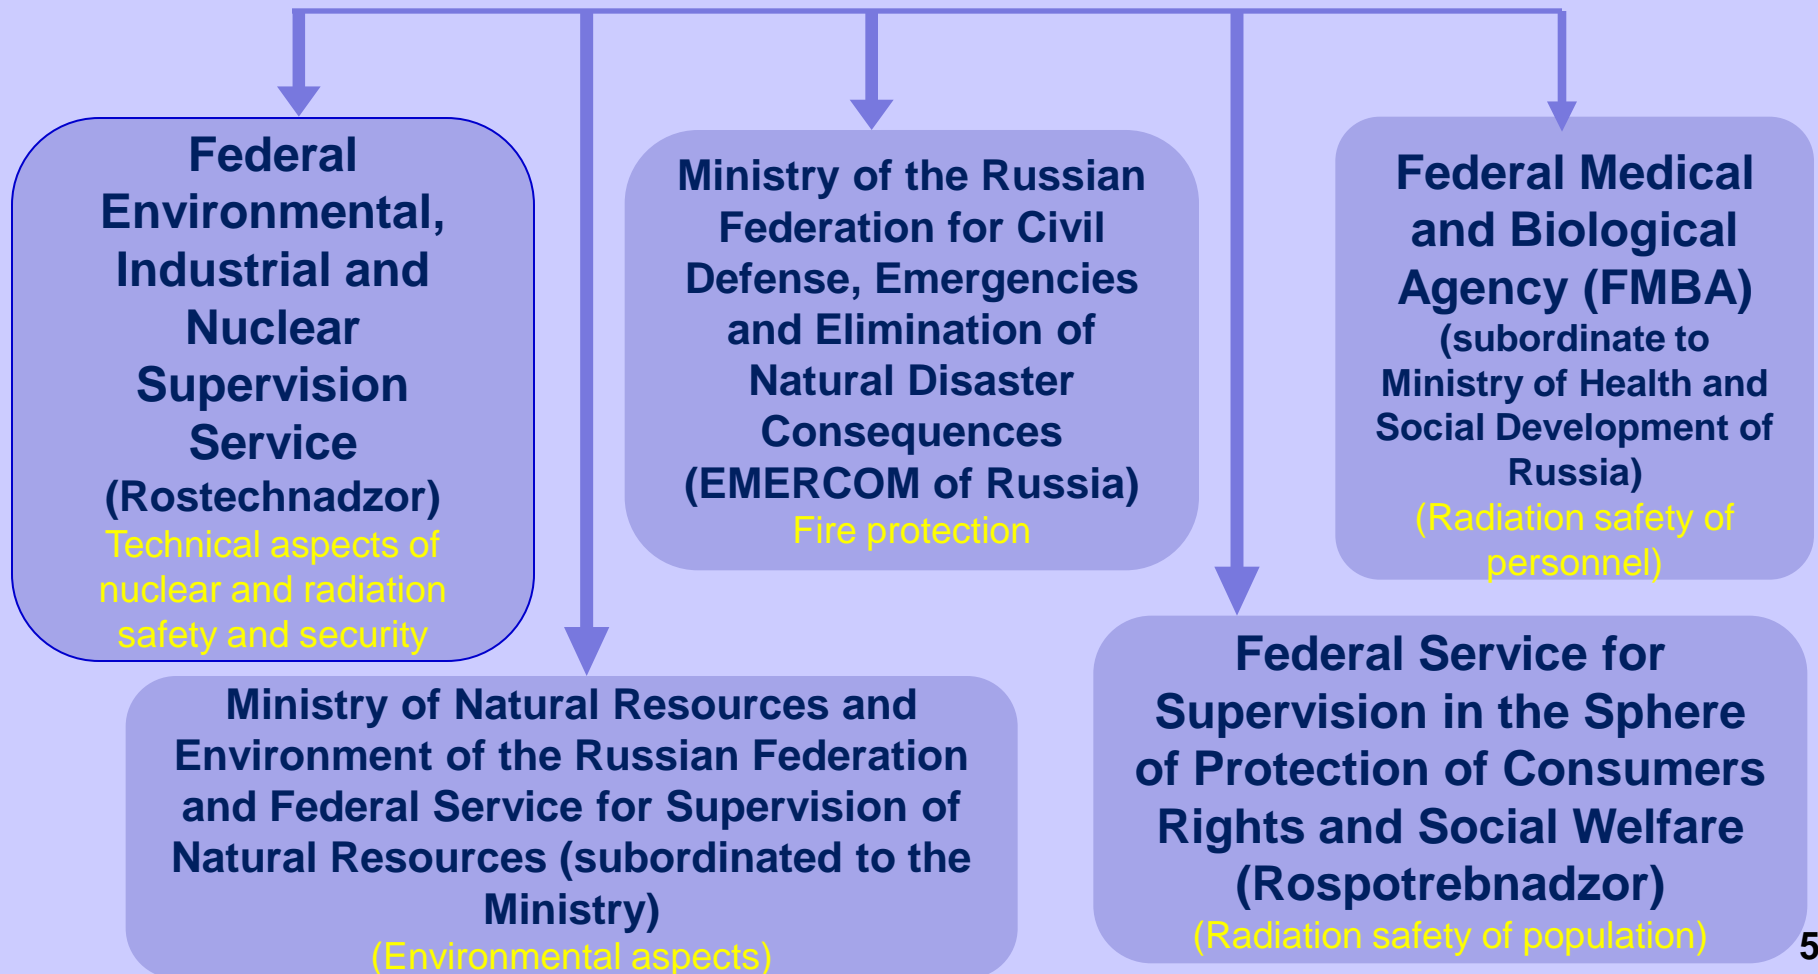 Federal
Environmental,
Industrial and
Nuclear
Supervision
Service
(Rostechnadzor)
Technical aspects of
nuclear and radiation
safety and security
Ministry of the Russian
Federation for Civil
Defense, Emergencies
and Elimination of
Natural Disaster
Consequences
(EMERCOM of Russia)
Fire protection
Federal Medical
and Biological
Agency (FMBA)
(subordinate to
Ministry of Health and
Social Development of
Russia)
(Radiation safety of
personnel)
Ministry of Natural Resources and
Environment of the Russian Federation
and Federal Service for Supervision of
Natural Resources (subordinated to the
Ministry)
(Environmental aspects)
Federal Service for
Supervision in the Sphere
of Protection of Consumers
Rights and Social Welfare
(Rospotrebnadzor)
(Radiation safety of population)
5